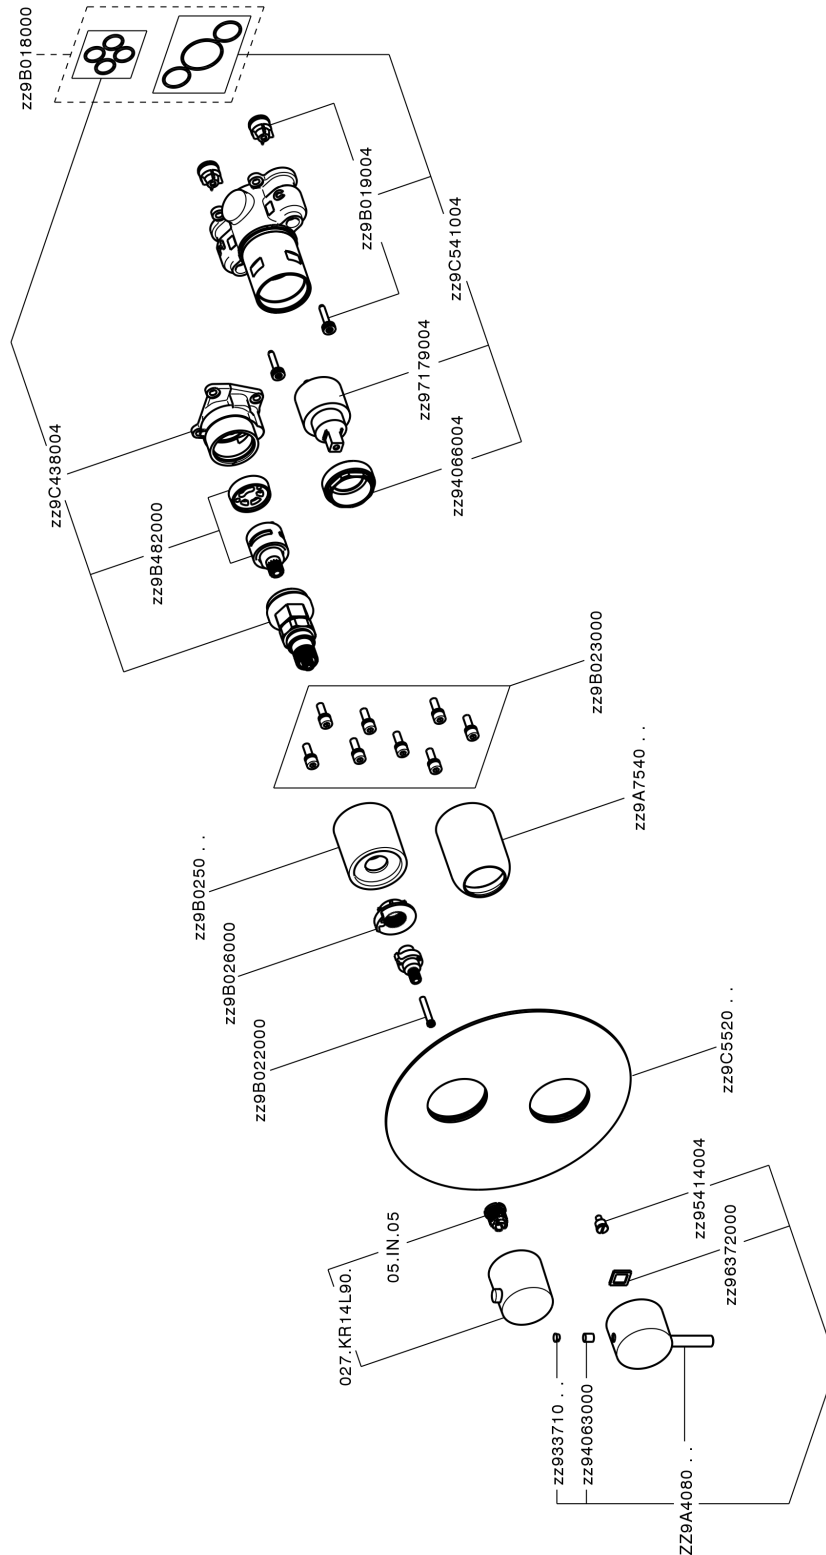 zz9B018000
zz9B019004
zz9C541004
zz97179004
zz94066004
zz9C438004
zz9B482000
zz9B023000
zz9A7540 . .
zz9B0250 . .
zz9B026000
zz9B022000
zz9C5520 . .
zz95414004
zz96372000
05.IN.05
027.KR14L90.
zz933710 . .
zz94063000
ZZ9A4080 . .